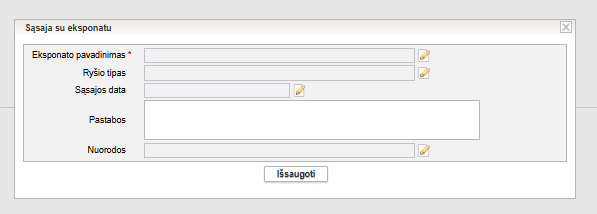 Sąsaja su eksponatu
Eksponato pavadinimas *
Ryšio tipas
Sąsajos data
Pastabos
Nuorodos
Išsaugoti